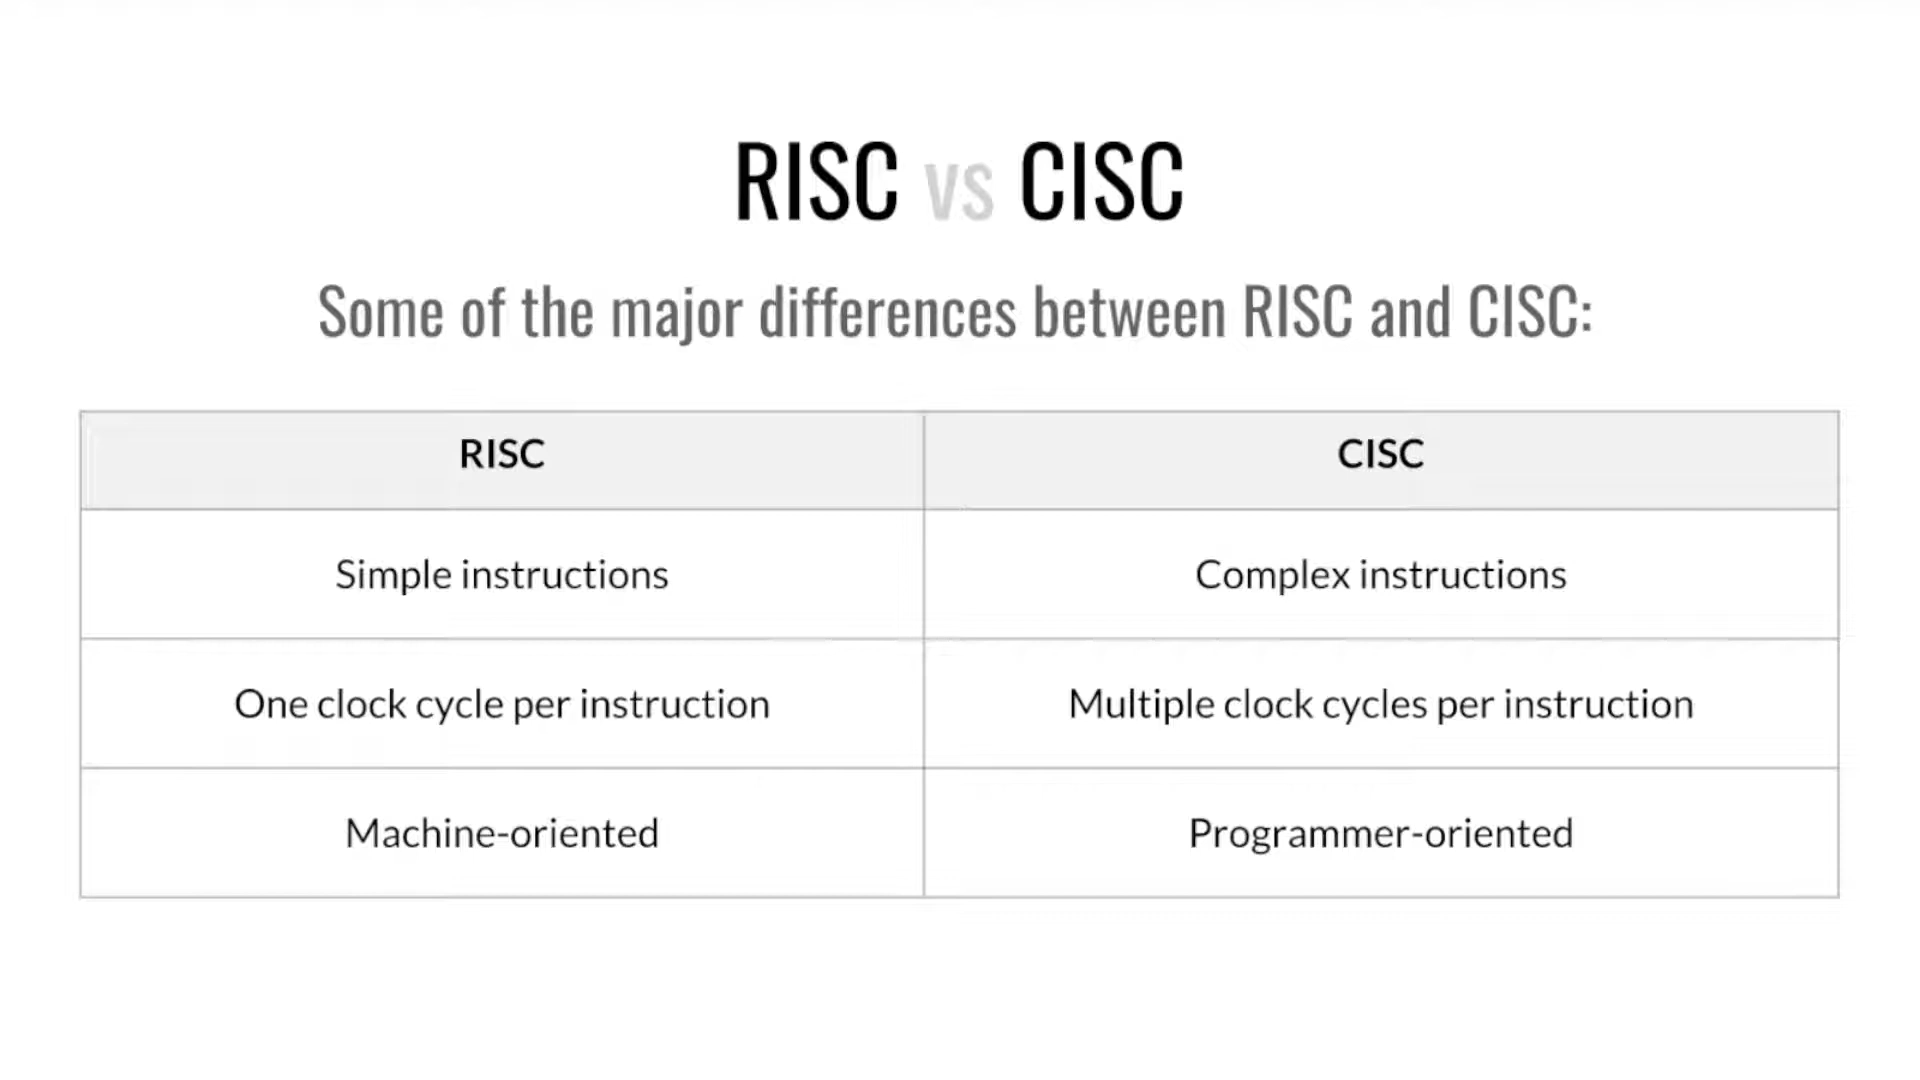 RISC vs CISC
Some of the major differences between RISC and CISC:
RISC CISC
Simple instructions Complex instructions
One clock cycle per instruction Multiple clock cycles per instruction
Machine-oriented Programmer-oriented